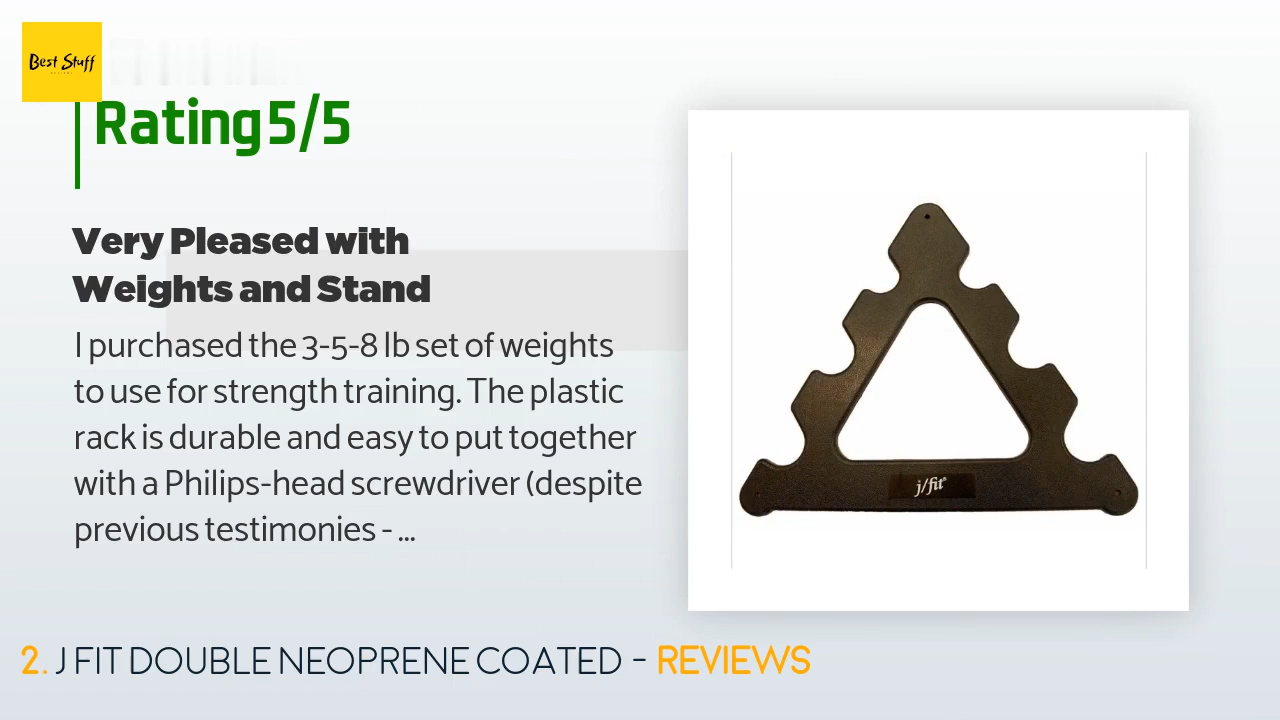 Best Stuff
Rating 5/5
Very Pleased with
Weights and Stand
I purchased the 3-5-8 lb set of weights
to use for strength training. The plastic
rack is durable and easy to put together
with a Philips-head screwdriver (despite
previous testimonies - ...
j/fit®
2. J FIT DOUBLE NEOPRENE COATED - REVIEWS